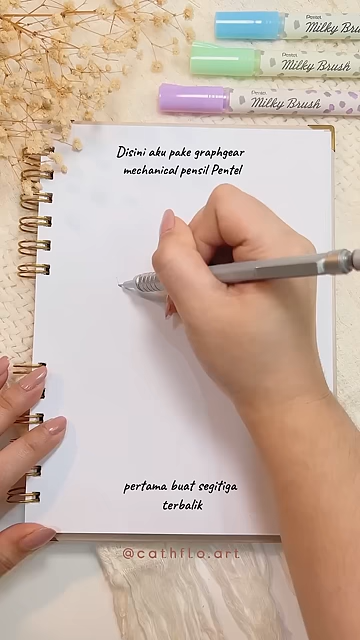 Pentel
Milky Bru
Pentel
Milky Brush
Pentel
Milky Brush
Disini aku pake graphgear
mechanical pensil Pentel
pertama buat segitiga
terbalik
@cathflo.art